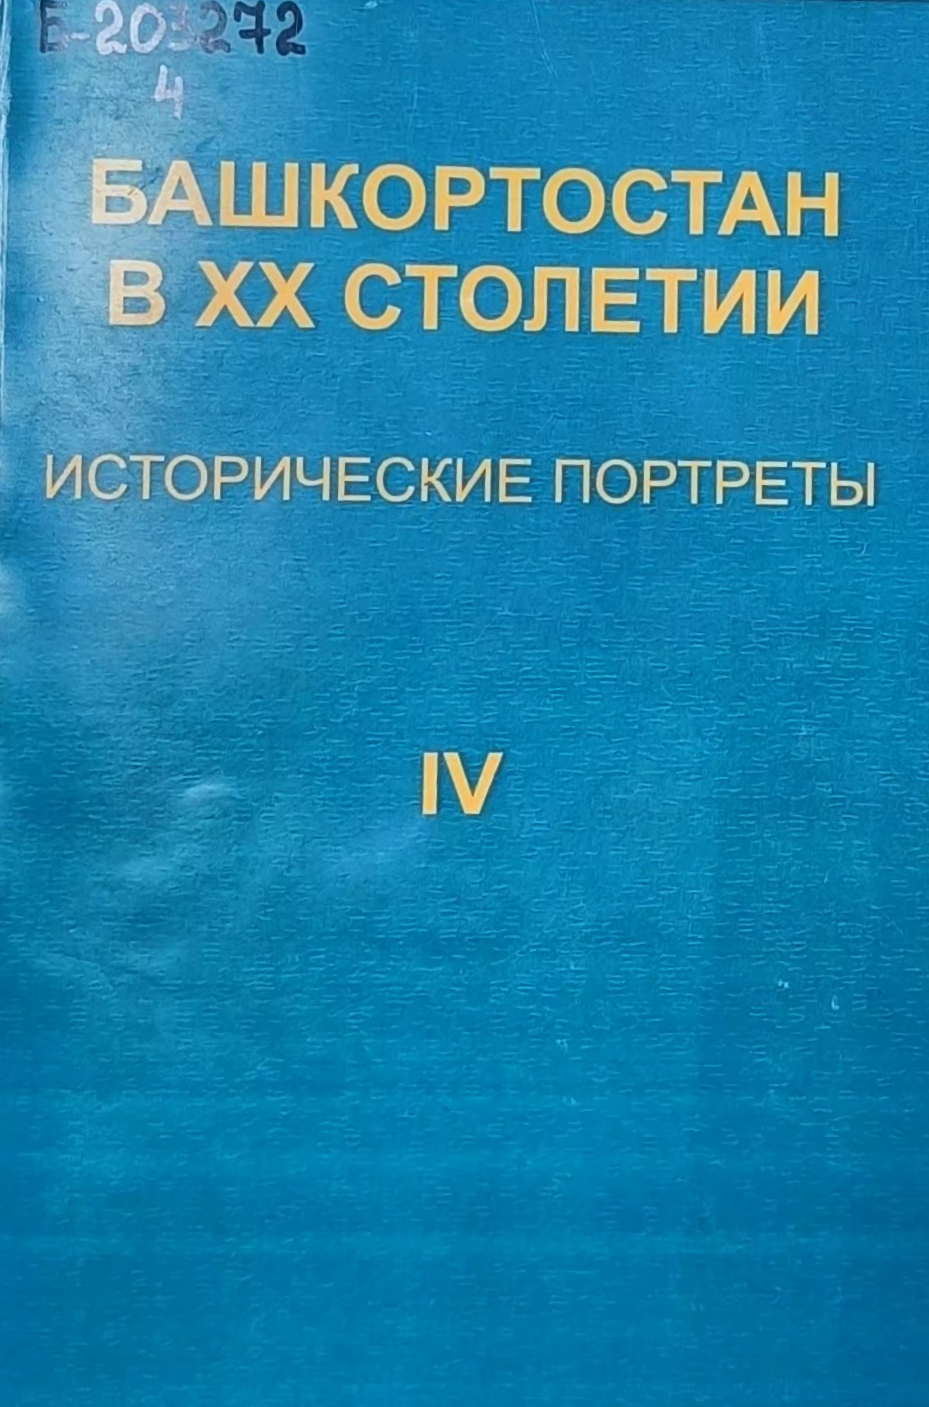 Б-203272
4
БАШКОРТОСТАН
В XX СТОЛЕТИИ
ИСТОРИЧЕСКИЕ ПОРТРЕТЫ
IV